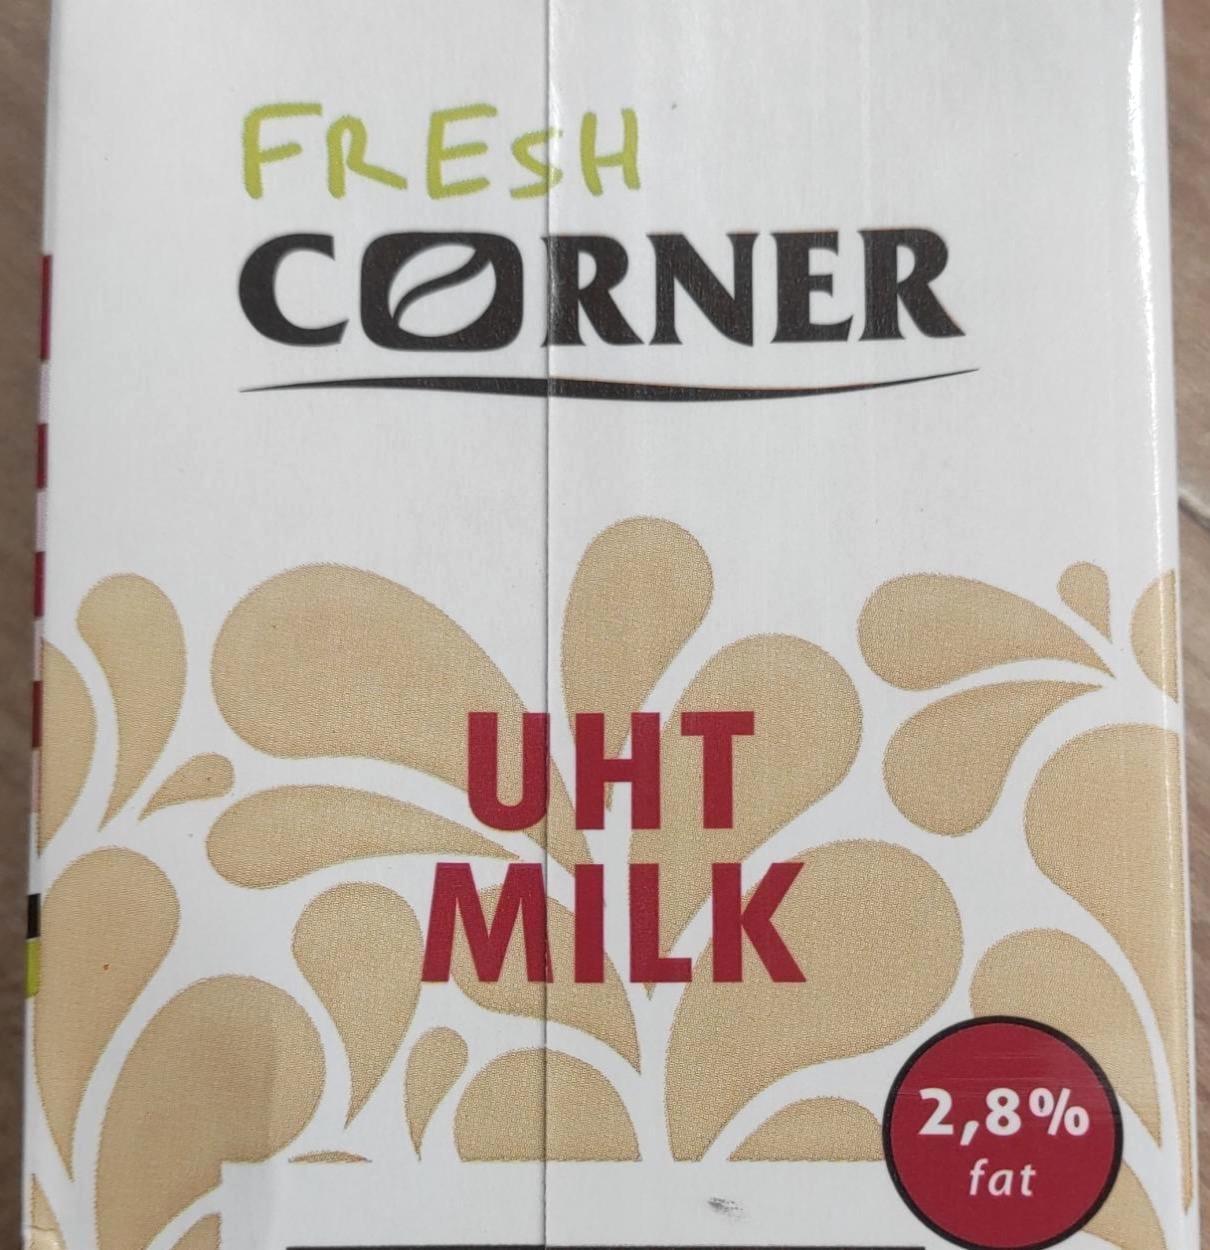 FRESH
CORNER
UHT
MILK
2,8%
fat